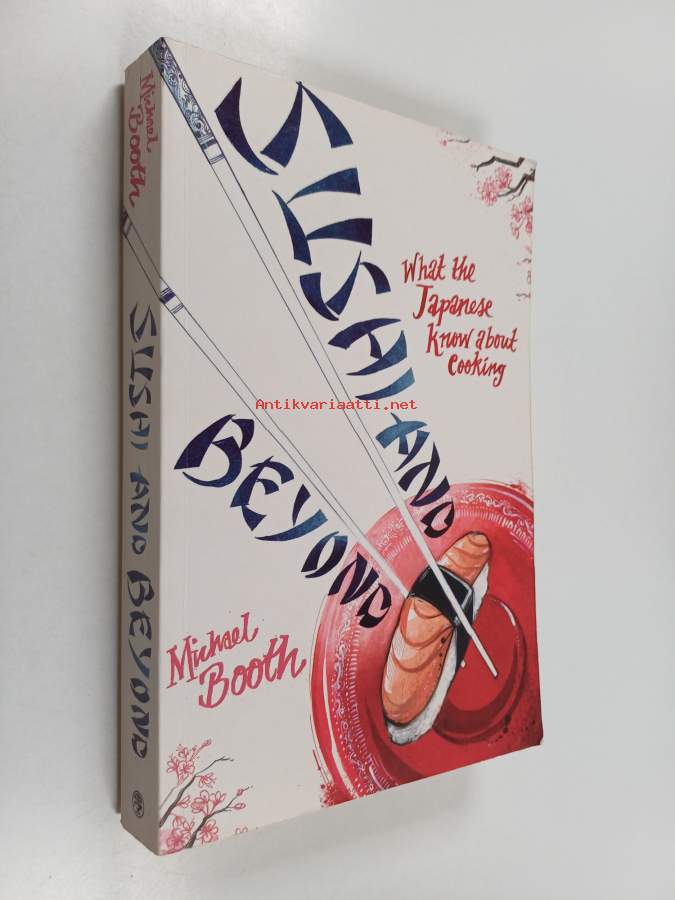 Michael
Booth
SUSHI AND BEYOND
SUSHI AND
BEYOND
What the
Japanese
Know about
Cooking
Antikvariaatti.net
Michael
Booth